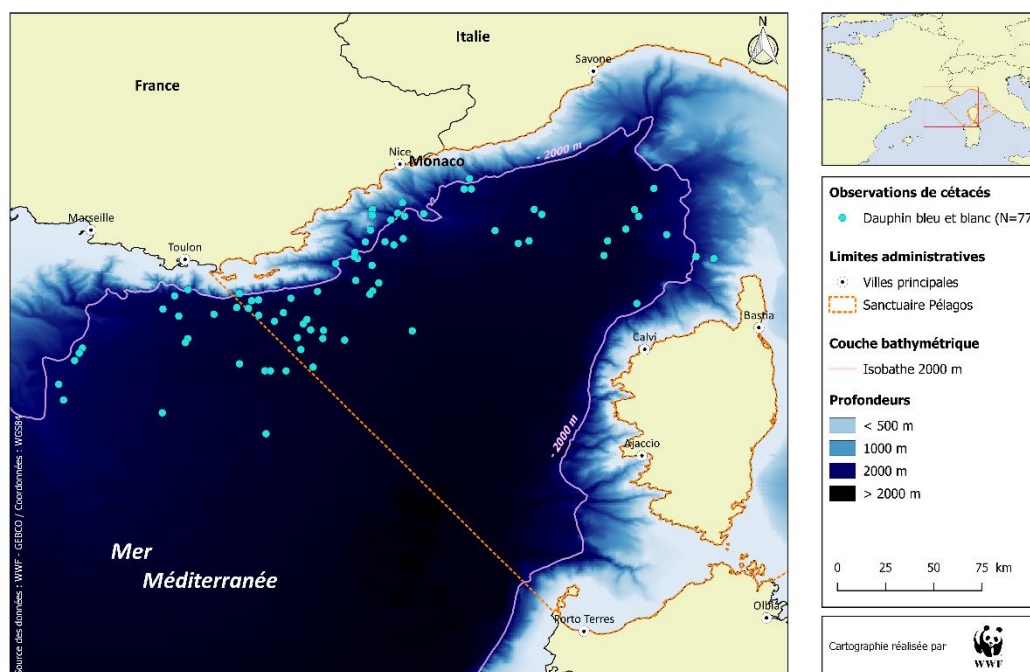 Italie
N
France
Savone
Nice
Monaco
- 2000 m
Marseille
Toulon
Bastia
Calvi
- 2000 m
Ajaccio
Mer
Méditerranée
Porto Terres
Olbia
Source des données : WWF - GEBCO / Coordonnées : WGS84
Observations de cétacés
Dauphin bleu et blanc (N=77
Limites administratives
Villes principales
Sanctuaire Pélagos
Couche bathymétrique
Isobathe 2000 m
Profondeurs
< 500 m
1000 m
2000 m
> 2000 m
0 25 50 75 km
Cartographie réalisée par
WWF